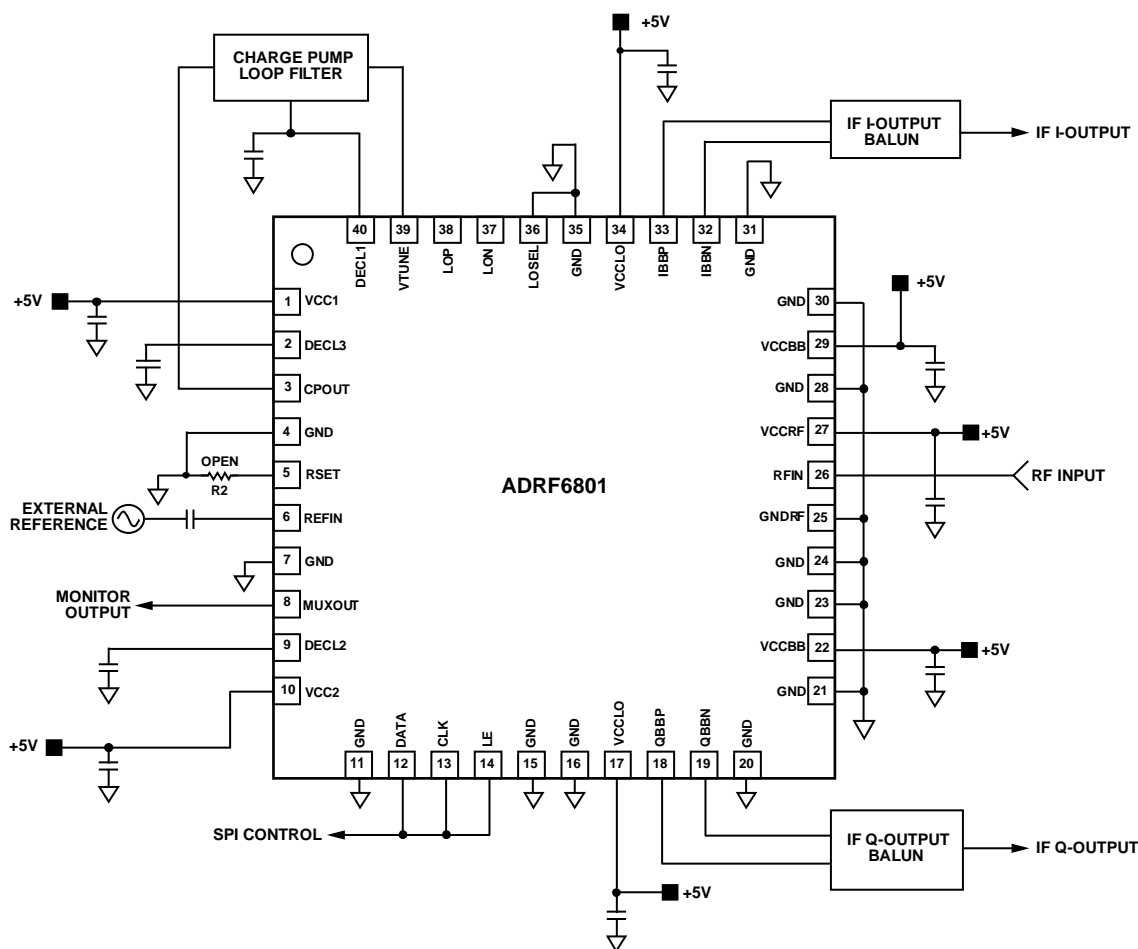 +5V
CHARGE PUMP
LOOP FILTER
IF I-OUTPUT
BALUN
IF I-OUTPUT
40
39
38
37
36
35
34
33
32
31
DECL1
VTUNE
LOP
LON
LOSEL
GND
VCCLO
IBBP
IBBN
GND
+5V
1
VCC1
2
DECL3
3
CPOUT
4
GND
OPEN
R2
5
RSET
EXTERNAL
REFERENCE
6
REFIN
7
GND
MONITOR
OUTPUT
8
MUXOUT
9
DECL2
10
VCC2
+5V
ADRF6801
GND
30
+5V
VCCBB
29
GND
28
VCCRF
27
+5V
RFIN
26
RF INPUT
GNDRF
25
GND
24
GND
23
VCCBB
22
+5V
GND
21
GND
DATA
CLK
LE
GND
GND
VCCLO
QBBP
QBBN
GND
11
12
13
14
15
16
17
18
19
20
SPI CONTROL
IF Q-OUTPUT
BALUN
IF Q-OUTPUT
+5V